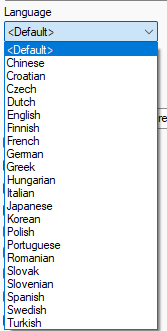 Language
<Default>
<Default>
Chinese
Croatian
Czech
Dutch
English
Finnish
French
German
Greek
Hungarian
Italian
Japanese
Korean
Polish
Portuguese
Romanian
Slovak
Slovenian
Spanish
Swedish
Turkish
re